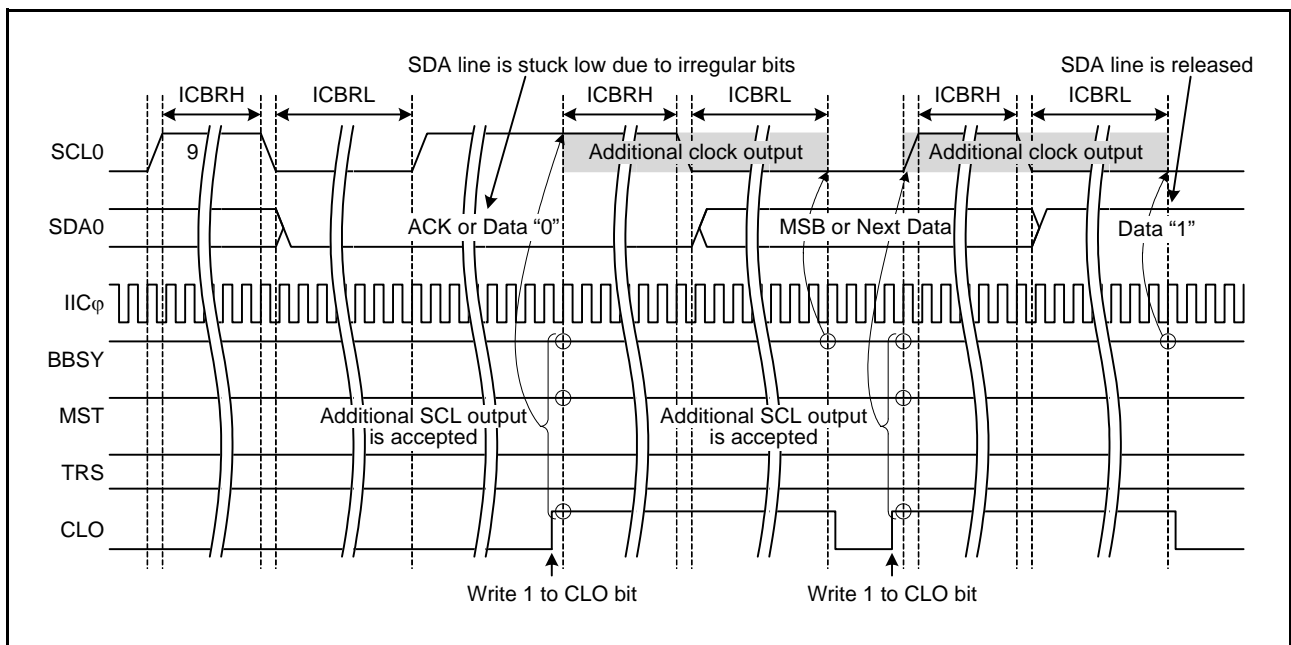 SDA line is stuck low due to irregular bits
SDA line is released
ICBRH
ICBRL
ICBRH
ICBRL
ICBRH
ICBRL
SCL0
9
Additional clock output
Additional clock output
SDA0
ACK or Data “0”
MSB or Next Data
Data “1”
IICφ
BBSY
MST
Additional SCL output
is accepted
Additional SCL output
is accepted
TRS
CLO
Write 1 to CLO bit
Write 1 to CLO bit